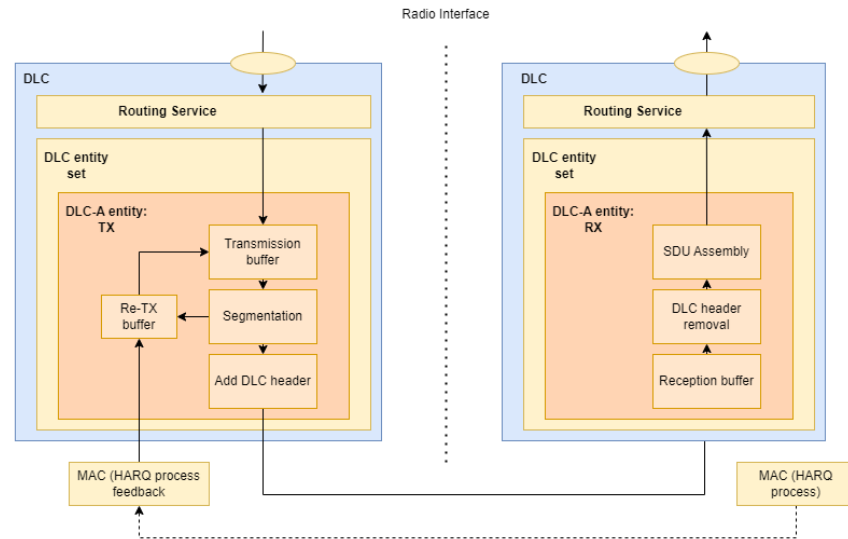 Radio Interface
DLC
Routing Service
DLC entity
set
DLC-A entity:
TX
Transmission
buffer
Re-TX
buffer
Segmentation
Add DLC header
MAC (HARQ process
feedback
DLC
Routing Service
DLC entity
set
DLC-A entity:
RX
SDU Assembly
DLC header
removal
Reception buffer
MAC (HARQ
process)